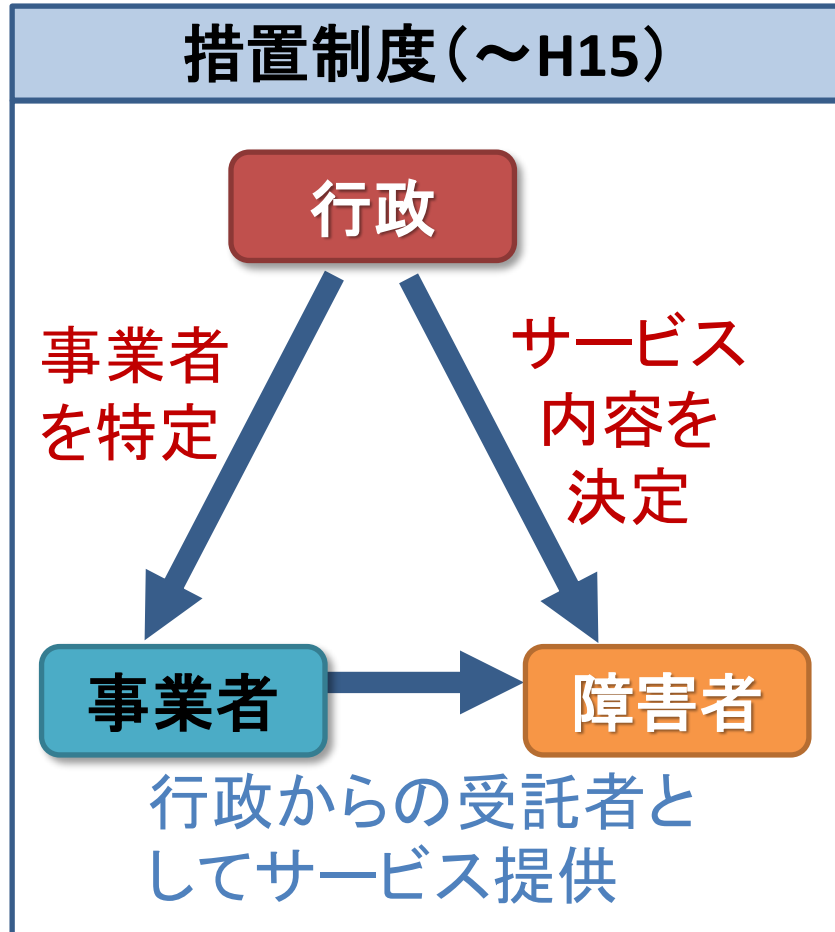 措置制度(～H15)
行政
事業者
を特定
サービス
内容を
決定
事業者
障害者
行政からの受託者と
してサービス提供